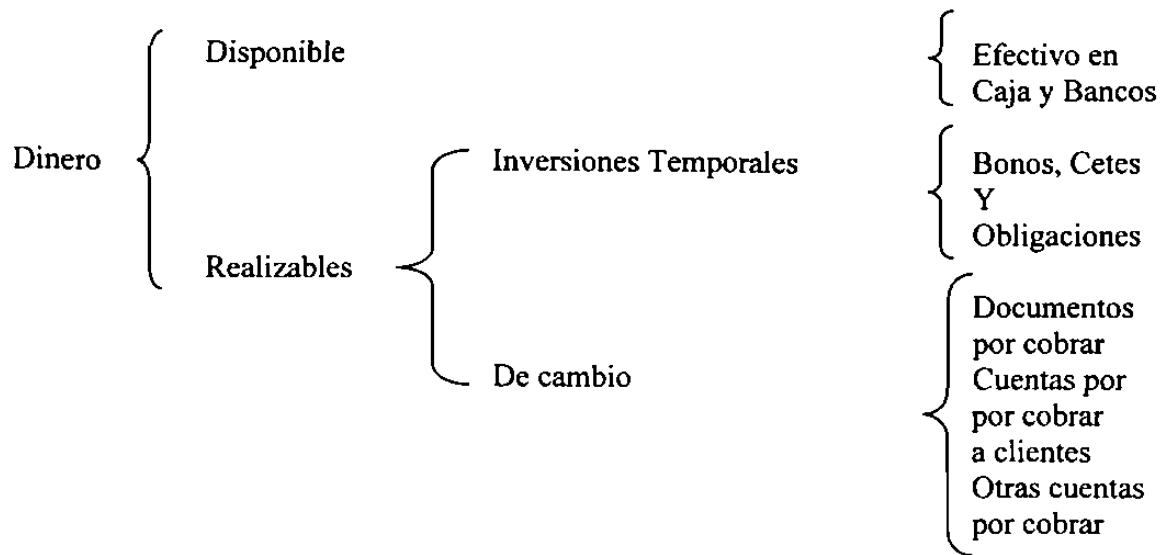 Disponible
Efectivo en
Caja y Bancos
Dinero
Inversiones Temporales
Bonos, Cetes
Y
Obligaciones
Realizables
De cambio
Documentos
por cobrar
Cuentas por
por cobrar
a clientes
Otras cuentas
por cobrar